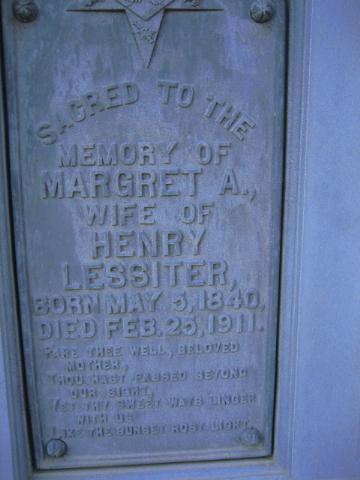 SACRED TO THE
MEMORY OF
MARGRET A.,
WIFE OF
HENRY
LESSITER,
BORN MAY 5, 1840.
DIED FEB. 25, 1911.
FARE THEE WELL, BELOVED
MOTHER,
THOU HAST PASSED BEYOND
OUR SIGHT,
YET THY SWEET WAYS LINGER
WITH US
LIKE THE SUNSET ROSY LIGHT.